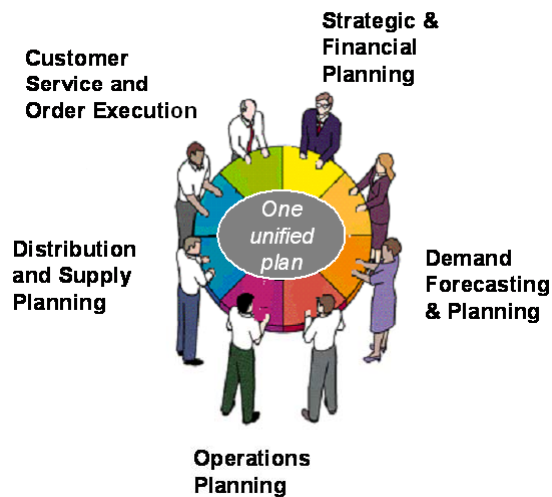 Strategic &
Financial
Planning
Customer
Service and
Order Execution
One
unified
plan
Distribution
and Supply
Planning
Demand
Forecasting
& Planning
Operations
Planning